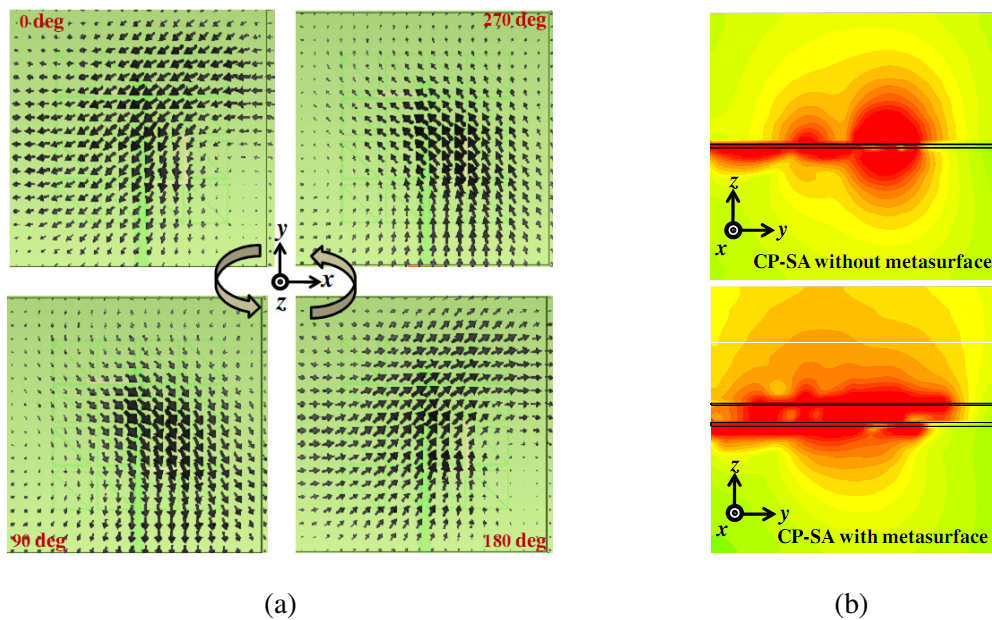 0 deg
270 deg
y
x
z
90 deg
180 deg
z
y
x
CP-SA without metasurface
z
y
x
CP-SA with metasurface
(a)
(b)